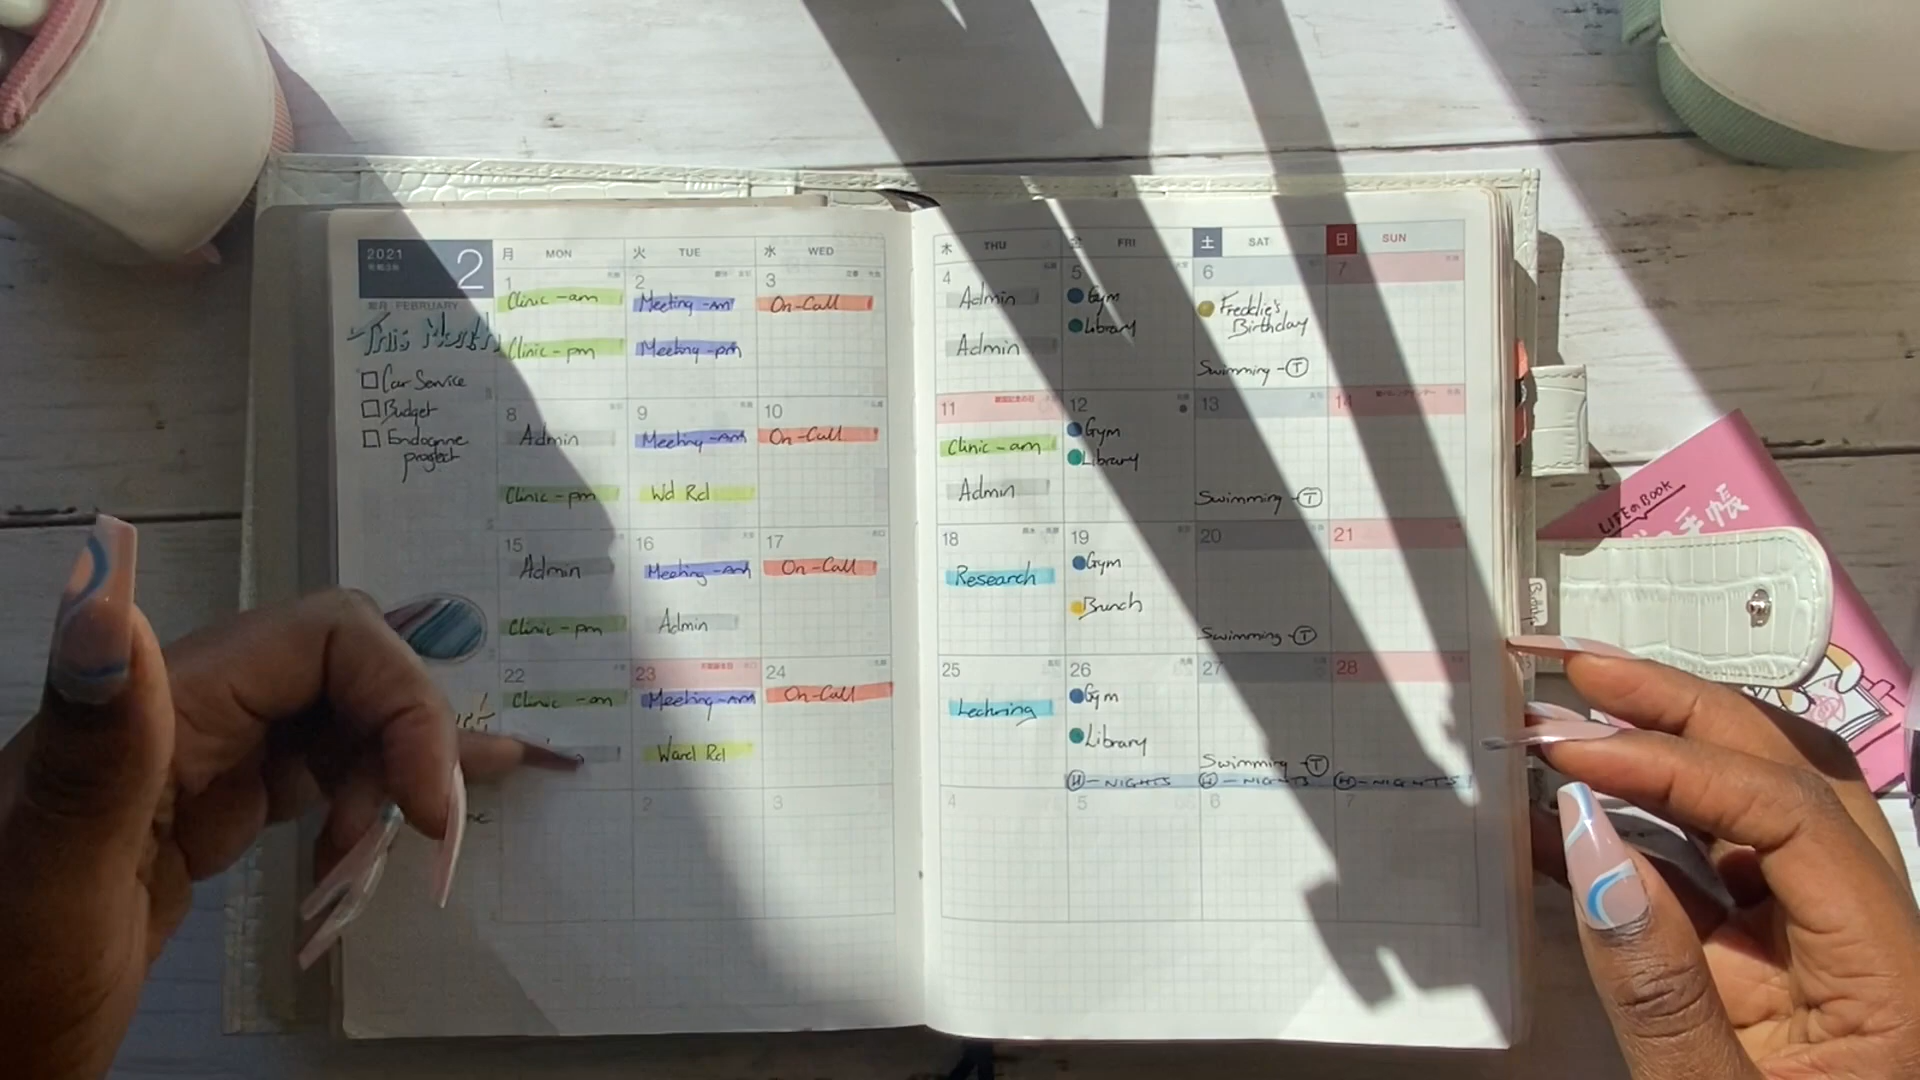 2021
2
FEBRUARY
This Month
Car Service
Budget
Endocrine
project
月 MON
火 TUE
水 WED
1
Clinic - am
Clinic - pm
2
Meeting - am
Meeting - pm
3
On-Call
8
Admin
Clinic - pm
9
Meeting - am
Wd Rd
10
On-Call
15
Admin
Clinic - pm
16
Meeting - am
Admin
17
On-Call
22
Clinic - am
23
Meeting - am
Ward Rd
24
On-Call
2
3
木 THU
金 FRI
土 SAT
日 SUN
4
Admin
Admin
5
Gym
Library
6
Freddie's
Birthday
Swimming - T
7
11
Clinic - am
Admin
12
Gym
Library
13
Swimming - T
14
18
Research
19
Gym
Brunch
20
Swimming - T
21
25
Lecturing
26
Gym
Library
H - NIGHTS
27
Swimming - T
H - NIGHTS
28
H - NIGHTS
4
5
6
7
LIFE in a BOOK
手帳